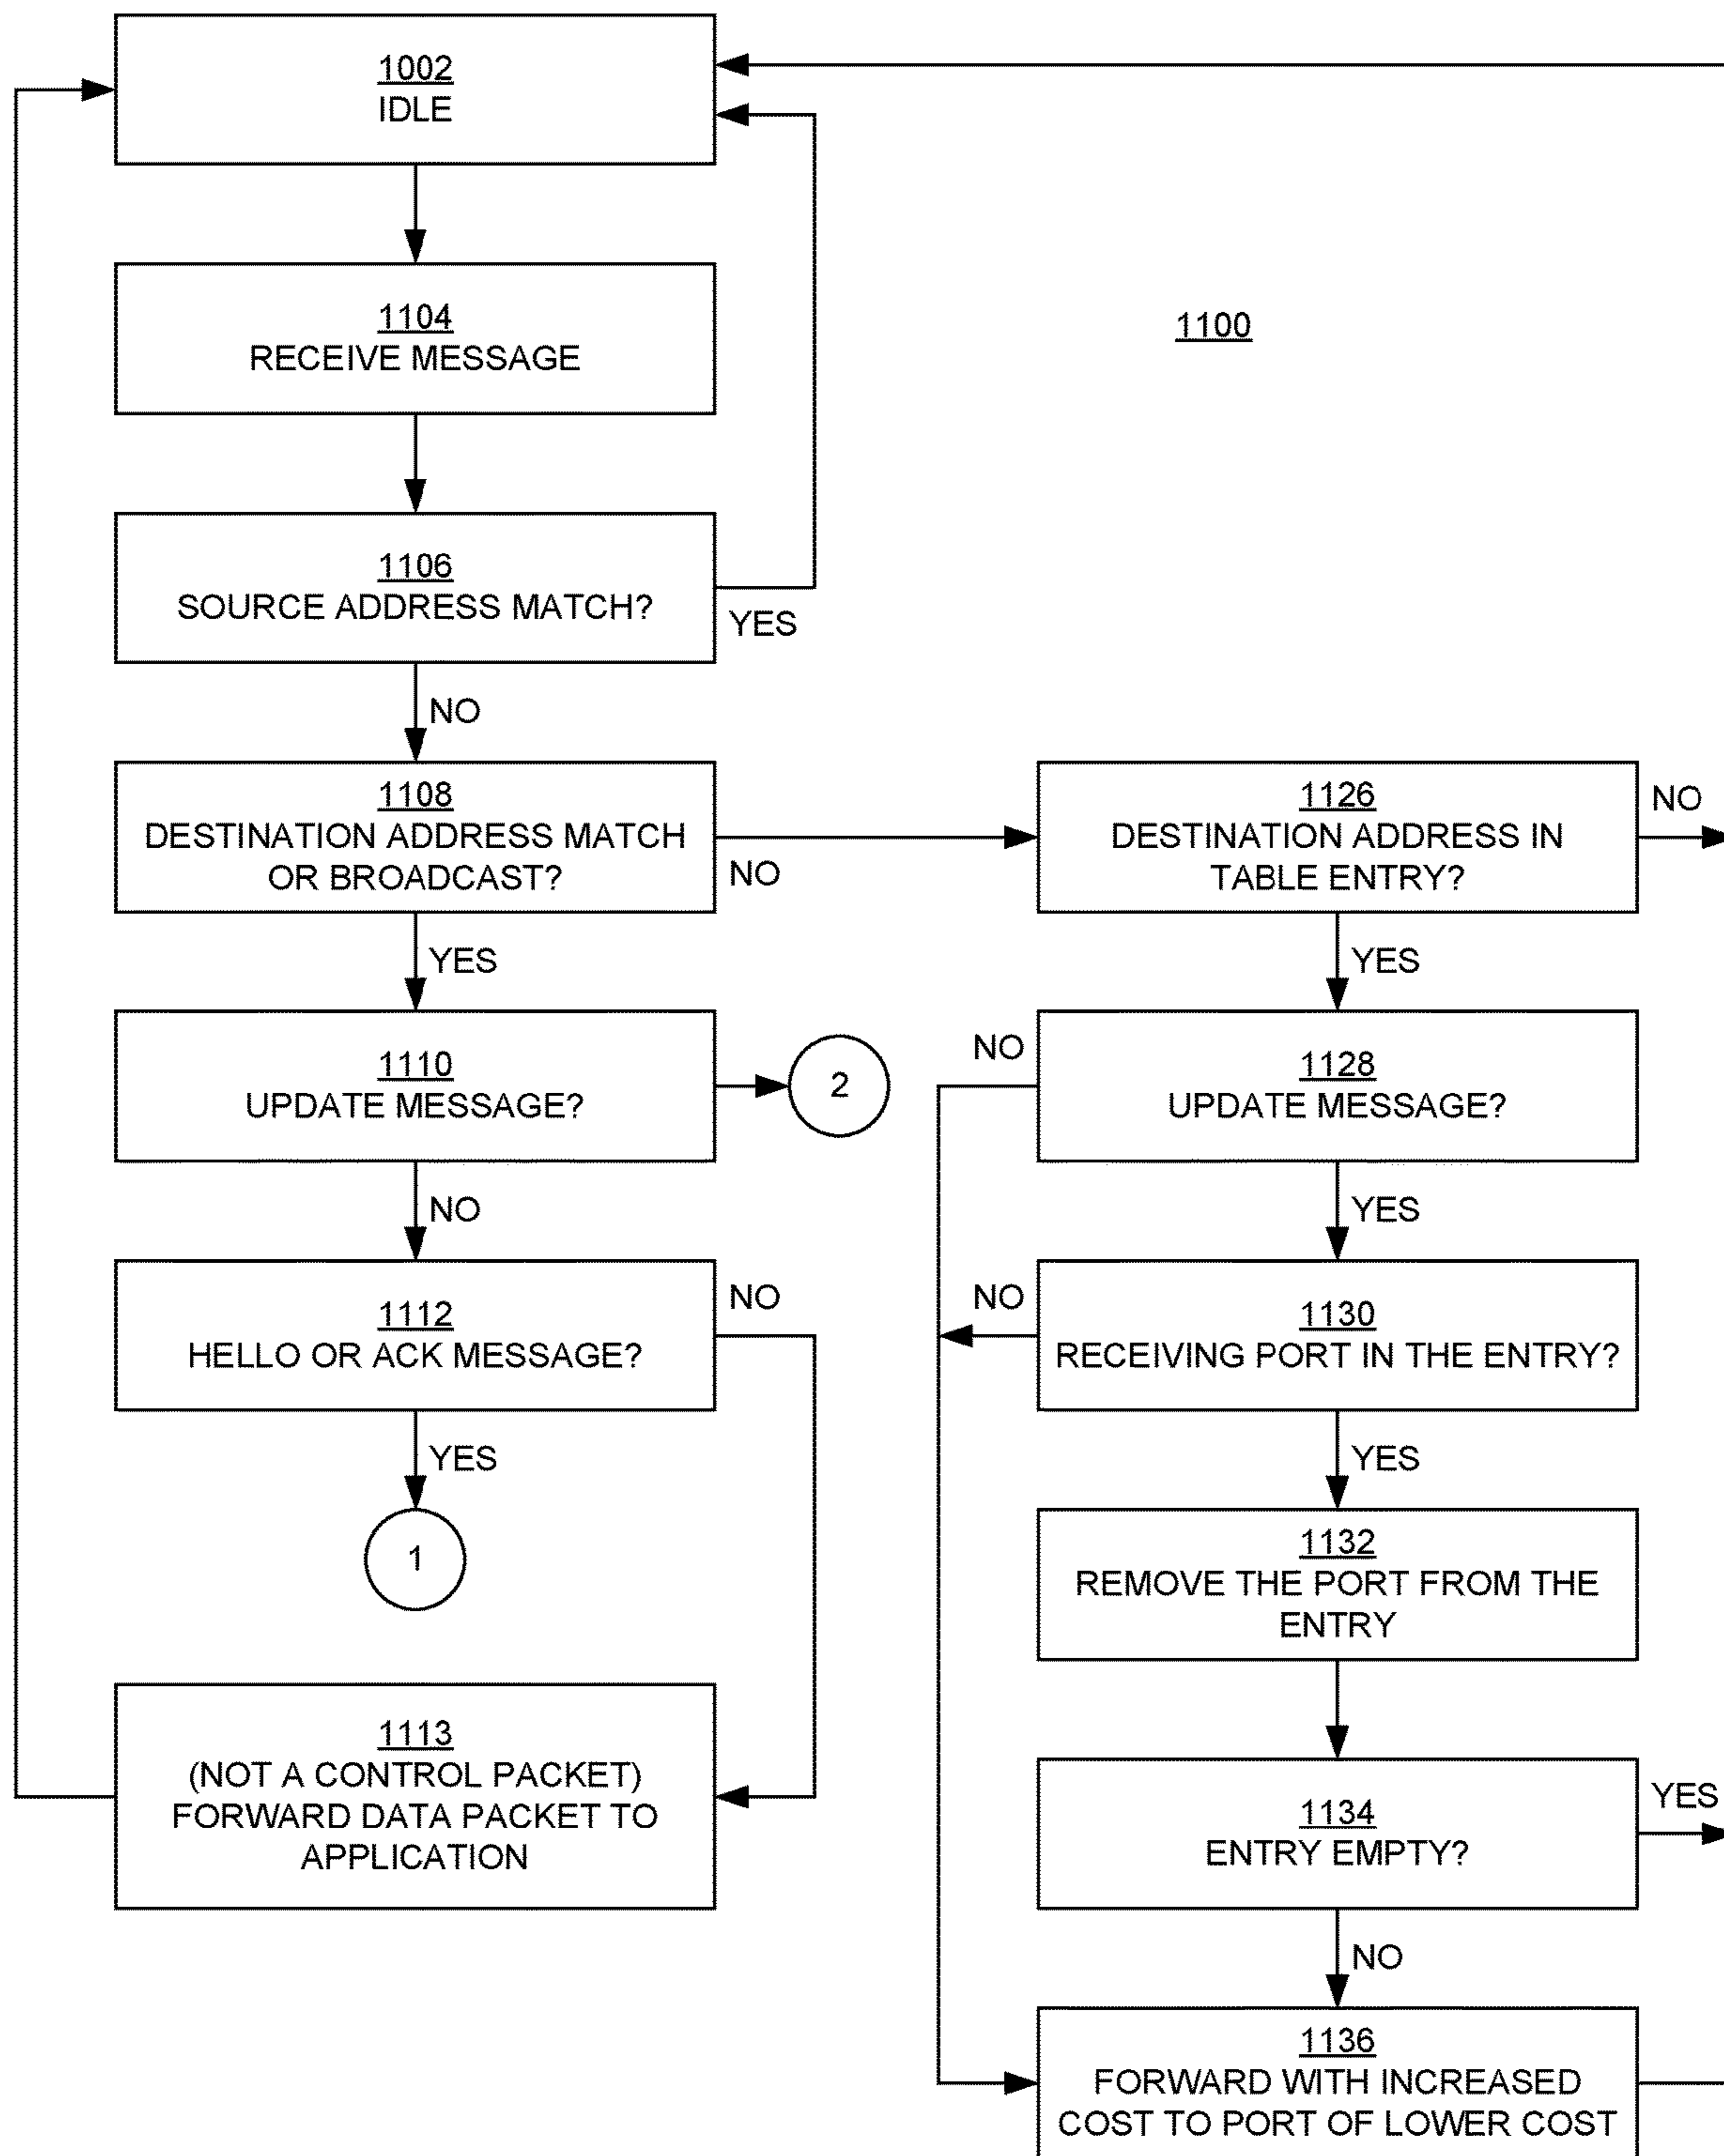 1002
IDLE
1104
RECEIVE MESSAGE
1100
1106
SOURCE ADDRESS MATCH?
YES
NO
1108
DESTINATION ADDRESS MATCH
OR BROADCAST?
NO
YES
1110
UPDATE MESSAGE?
2
NO
1112
HELLO OR ACK MESSAGE?
NO
YES
1
1113
(NOT A CONTROL PACKET)
FORWARD DATA PACKET TO
APPLICATION
1126
DESTINATION ADDRESS IN
TABLE ENTRY?
NO
YES
1128
UPDATE MESSAGE?
NO
YES
1130
RECEIVING PORT IN THE ENTRY?
NO
YES
1132
REMOVE THE PORT FROM THE
ENTRY
1134
ENTRY EMPTY?
YES
NO
1136
FORWARD WITH INCREASED
COST TO PORT OF LOWER COST